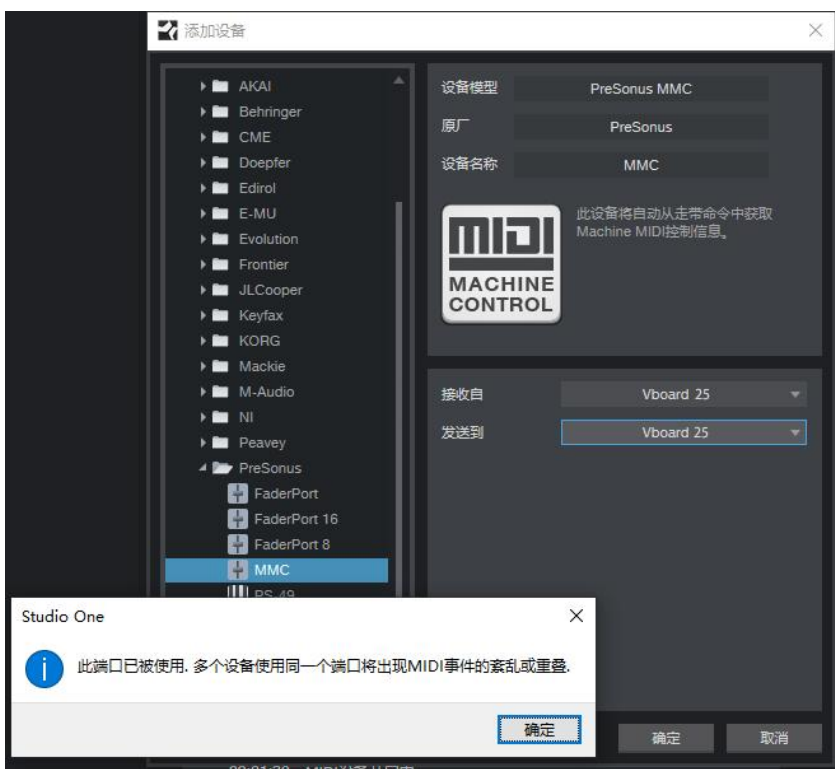 添加设备
AKAI
Behringer
CME
Doepfer
Edirol
E-MU
Evolution
Frontier
JLCooper
Keyfax
KORG
Mackie
M-Audio
NI
Peavey
PreSonus
FaderPort
FaderPort 16
FaderPort 8
MMC
PS-49
设备模型 PreSonus MMC
原厂 PreSonus
设备名称 MMC
MIDI
MACHINE
CONTROL
此设备将自动从走带命令中获取
Machine MIDI控制信息。
接收自 Vboard 25
发送到 Vboard 25
Studio One
此端口已被使用. 多个设备使用同一个端口将出现MIDI事件的紊乱或重叠.
确定
确定 取消